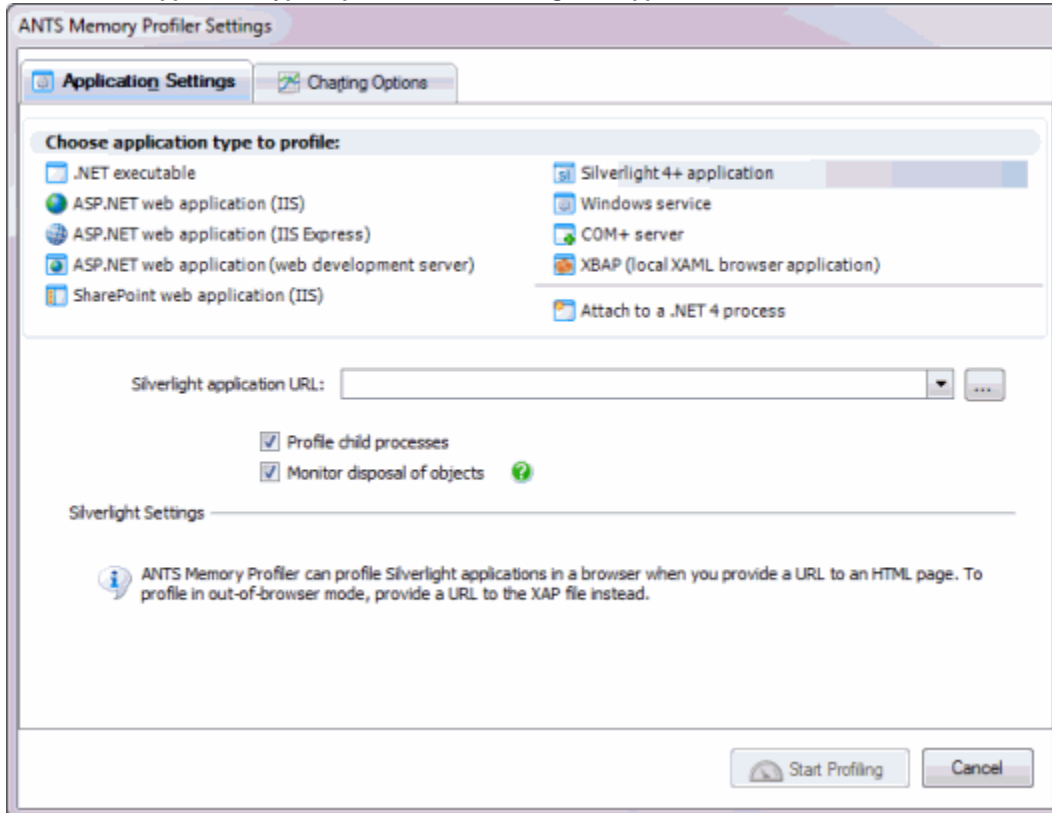 ANTS Memory Profiler Settings
Application Settings
Charting Options
Choose application type to profile:
.NET executable
ASP.NET web application (IIS)
ASP.NET web application (IIS Express)
ASP.NET web application (web development server)
SharePoint web application (IIS)
Silverlight 4+ application
Windows service
COM+ server
XBAP (local XAML browser application)
Attach to a .NET 4 process
Silverlight application URL:
...
Profile child processes
Monitor disposal of objects
Silverlight Settings
ANTS Memory Profiler can profile Silverlight applications in a browser when you provide a URL to an HTML page. To
profile in out-of-browser mode, provide a URL to the XAP file instead.
Start Profiling
Cancel